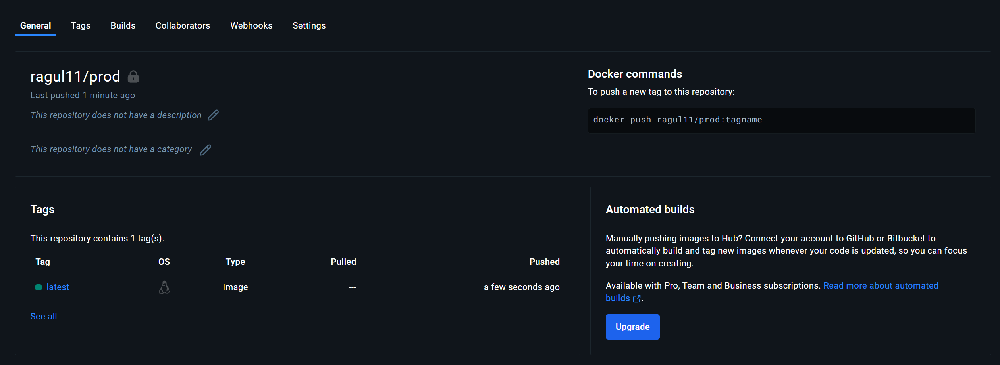 General Tags Builds Collaborators Webhooks Settings
ragul11/prod
Last pushed 1 minute ago
This repository does not have a description
This repository does not have a category
Docker commands
To push a new tag to this repository:
docker push ragul11/prod:tagname
Tags
This repository contains 1 tag(s).
Tag OS Type Pulled Pushed
latest Image --- a few seconds ago
See all
Automated builds
Manually pushing images to Hub? Connect your account to GitHub or Bitbucket to
automatically build and tag new images whenever your code is updated, so you can focus
your time on creating.
Available with Pro, Team and Business subscriptions. Read more about automated
builds .
Upgrade